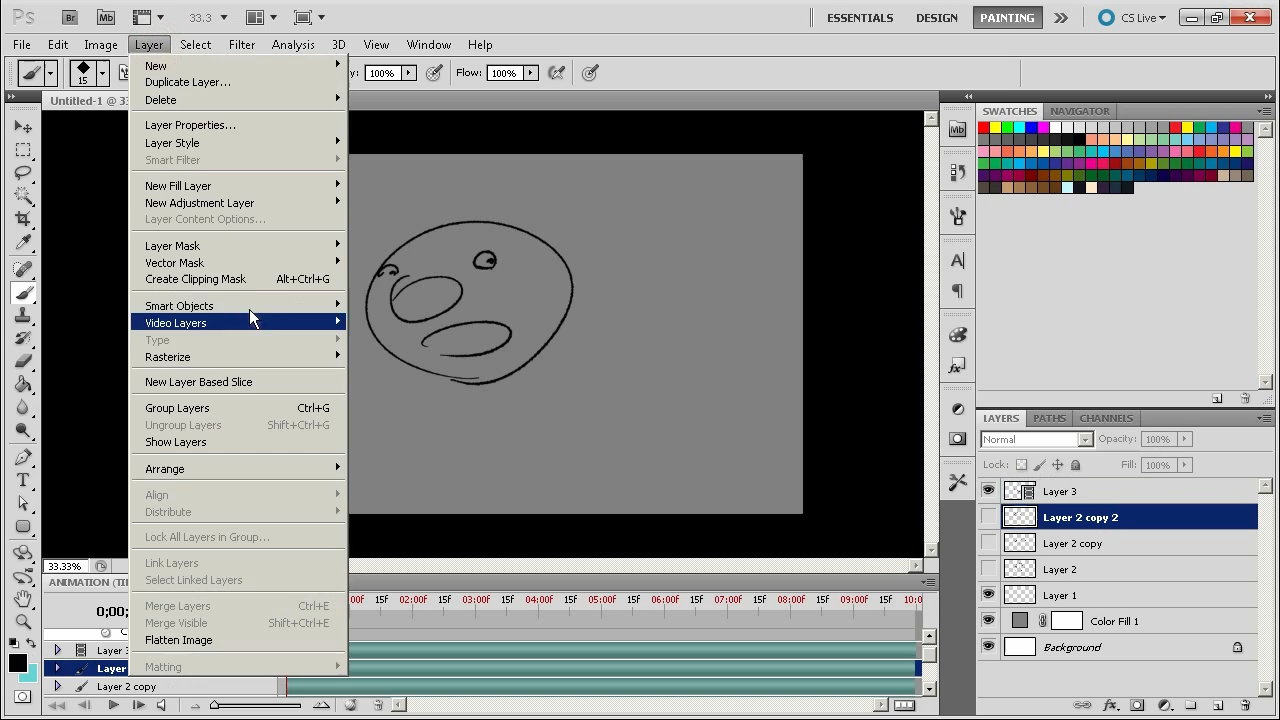 Ps Br Mb 33.3 ESSENTIALS DESIGN PAINTING CS Live
File Edit Image Layer Select Filter Analysis 3D View Window Help
15 100% Flow: 100%
Untitled-1 @ 33
New
Duplicate Layer...
Delete
Layer Properties...
Layer Style
Smart Filter
New Fill Layer
New Adjustment Layer
Layer Content Options...
Layer Mask
Vector Mask
Create Clipping Mask Alt+Ctrl+G
Smart Objects
Video Layers
Type
Rasterize
New Layer Based Slice
Group Layers Ctrl+G
Ungroup Layers Shift+Ctrl+G
Show Layers
Arrange
Align
Distribute
Lock All Layers in Group...
Link Layers
Select Linked Layers
Merge Layers Ctrl+E
Merge Visible Shift+Ctrl+E
Flatten Image
Matting
SWATCHES NAVIGATOR
Mb
LAYERS PATHS CHANNELS
Normal Opacity: 100%
Lock: Fill: 100%
Layer 3
Layer 2 copy 2
Layer 2 copy
Layer 2
Layer 1
Color Fill 1
Background
33.33%
ANIMATION (TI
00f 15f 02:00f 15f 03:00f 15f 04:00f 15f 05:00f 15f 06:00f 15f 07:00f 15f 08:00f 15f 09:00f 15f 10:0
0;00;
Layer 3
Layer
Layer 2 copy